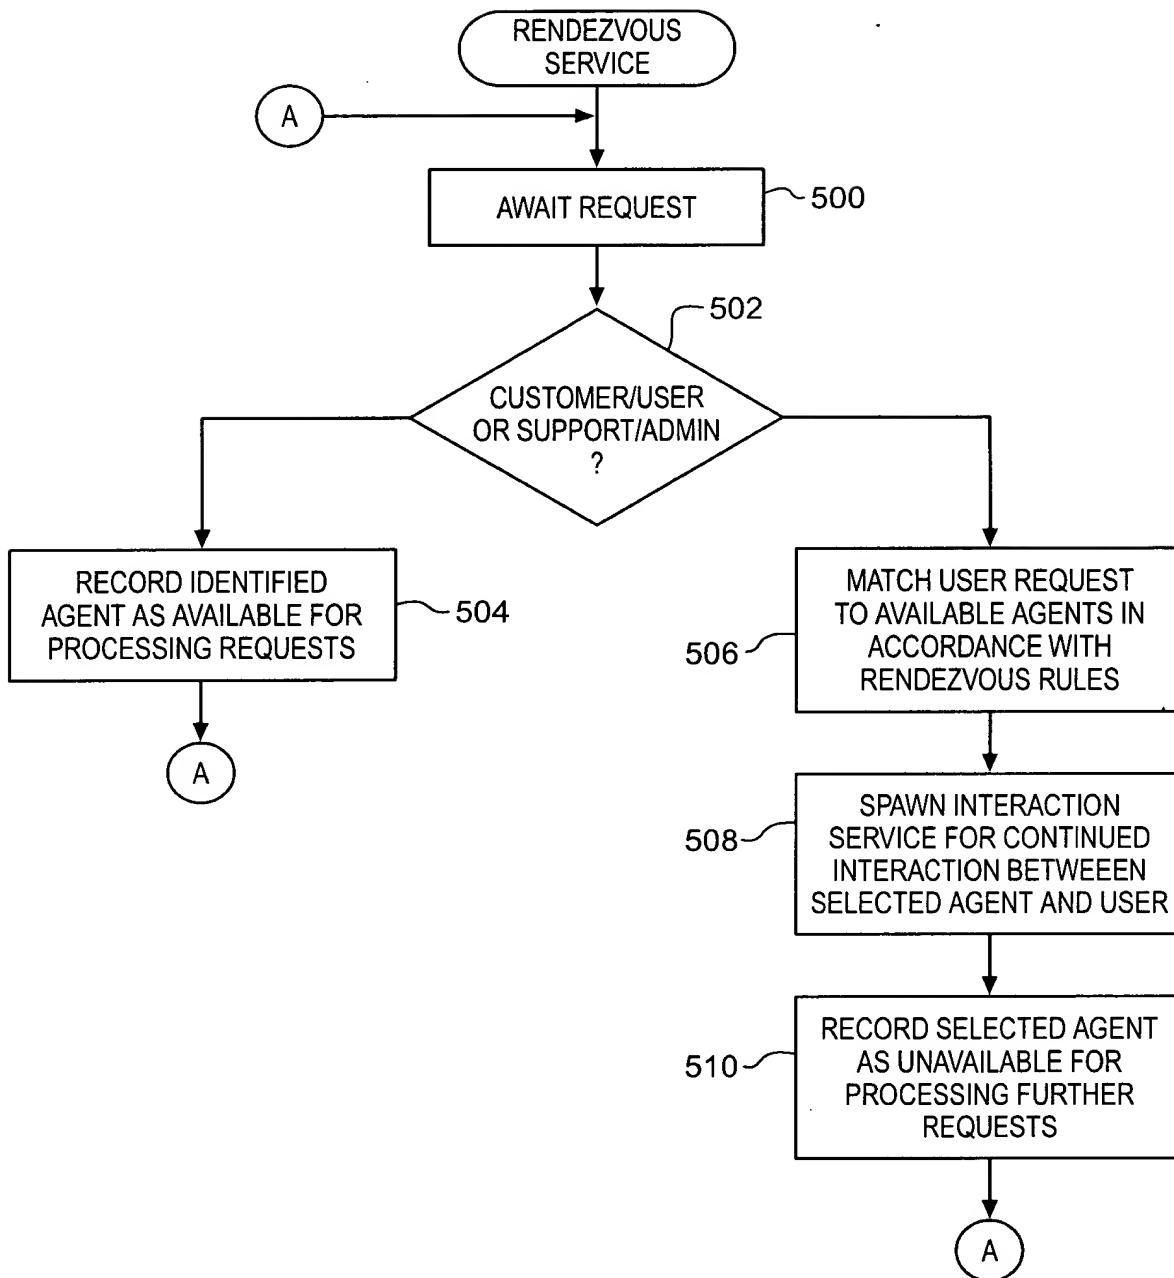 RENDEZVOUS
SERVICE
A
AWAIT REQUEST
500
502
CUSTOMER/USER
OR SUPPORT/ADMIN
?
RECORD IDENTIFIED
AGENT AS AVAILABLE FOR
PROCESSING REQUESTS
504
A
MATCH USER REQUEST
TO AVAILABLE AGENTS IN
ACCORDANCE WITH
RENDEZVOUS RULES
506
SPAWN INTERACTION
SERVICE FOR CONTINUED
INTERACTION BETWEEEN
SELECTED AGENT AND USER
508
RECORD SELECTED AGENT
AS UNAVAILABLE FOR
PROCESSING FURTHER
REQUESTS
510
A